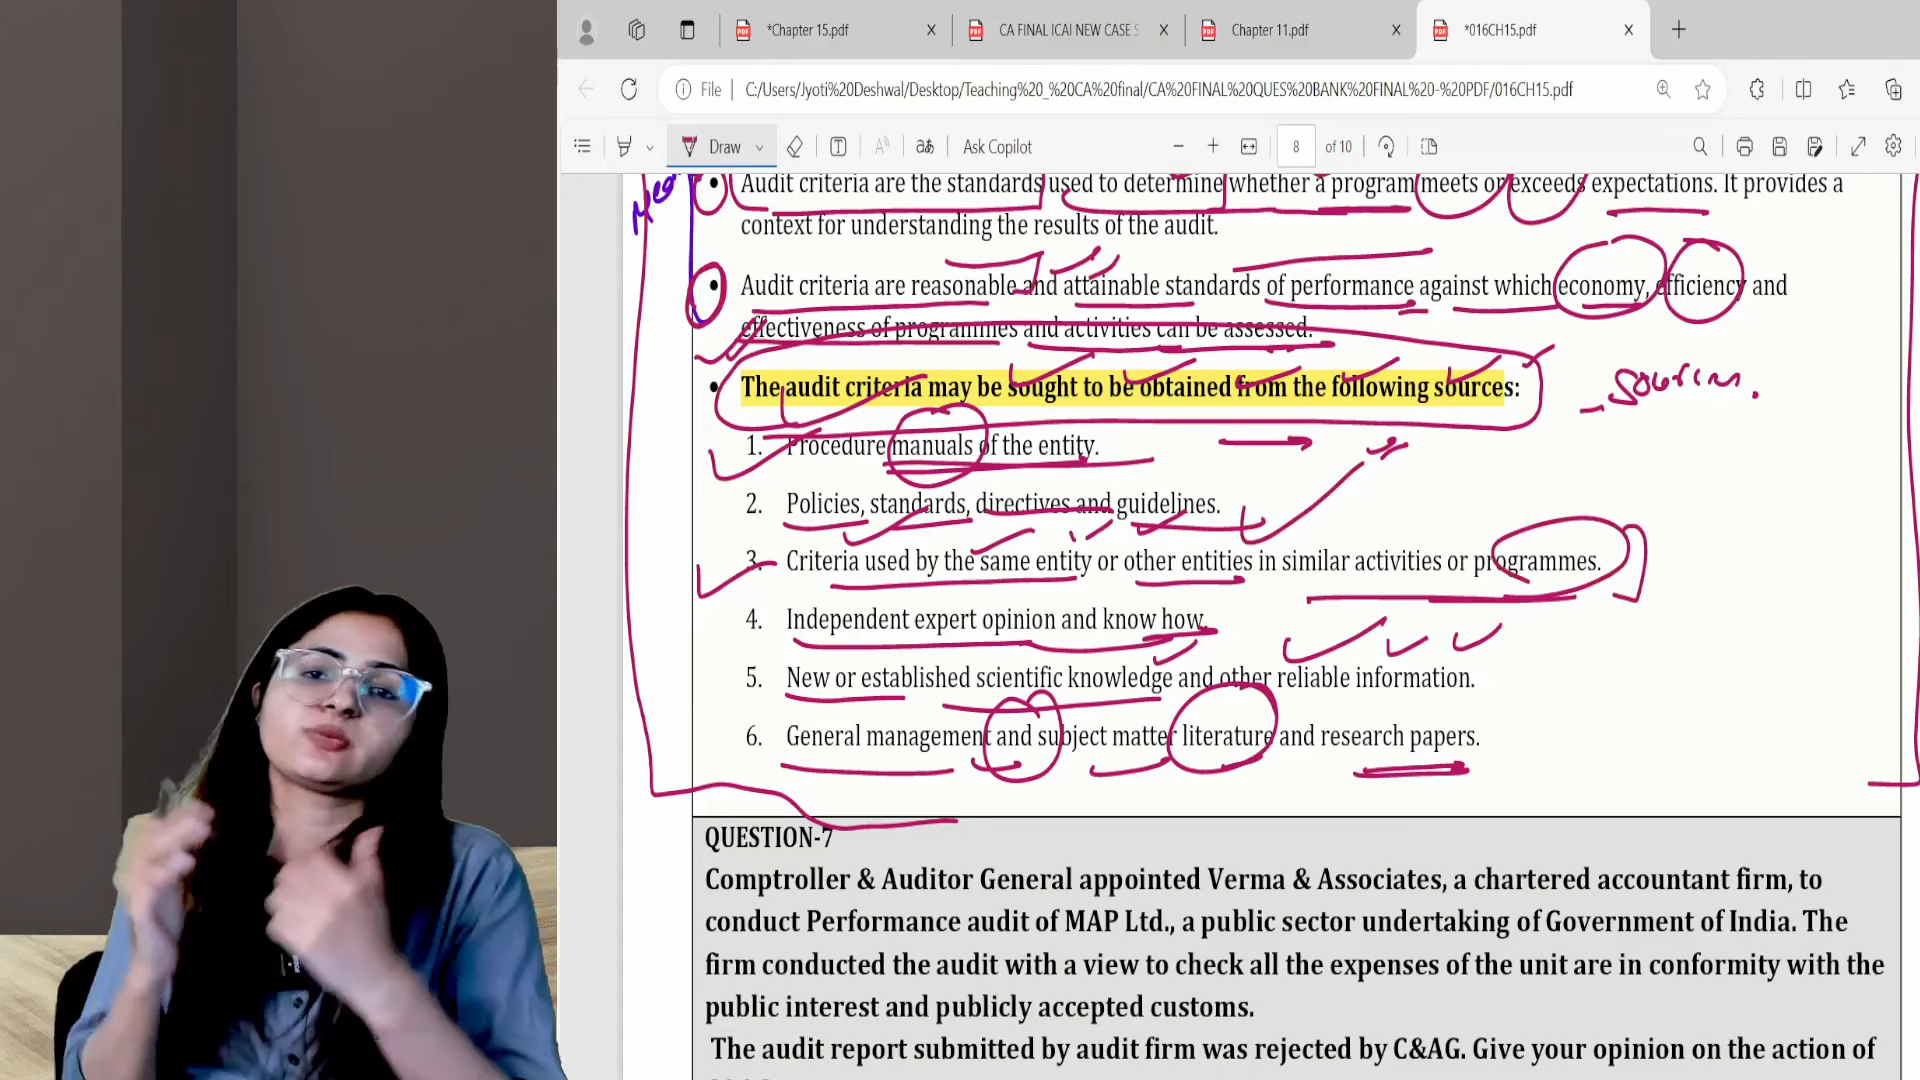 *Chapter 15.pdf
CA FINAL ICAI NEW CASE S
Chapter 11.pdf
*016CH15.pdf
File
C:/Users/Jyoti%20Deshwal/Desktop/Teaching%20_%20CA%20final/CA%20FINAL%20QUES%20BANK%20FINAL%20-%20PDF/016CH15.pdf
Draw
Ask Copilot
8 of 10
• Audit criteria are the standards used to determine whether a program meets or exceeds expectations. It provides a
context for understanding the results of the audit.
• Audit criteria are reasonable and attainable standards of performance against which economy, efficiency and
effectiveness of programmes and activities can be assessed.
• The audit criteria may be sought to be obtained from the following sources:
- Sources.
1. Procedure manuals of the entity.
2. Policies, standards, directives and guidelines.
3. Criteria used by the same entity or other entities in similar activities or programmes.
4. Independent expert opinion and know how.
5. New or established scientific knowledge and other reliable information.
6. General management and subject matter literature and research papers.
QUESTION-7
Comptroller & Auditor General appointed Verma & Associates, a chartered accountant firm, to
conduct Performance audit of MAP Ltd., a public sector undertaking of Government of India. The
firm conducted the audit with a view to check all the expenses of the unit are in conformity with the
public interest and publicly accepted customs.
The audit report submitted by audit firm was rejected by C&AG. Give your opinion on the action of